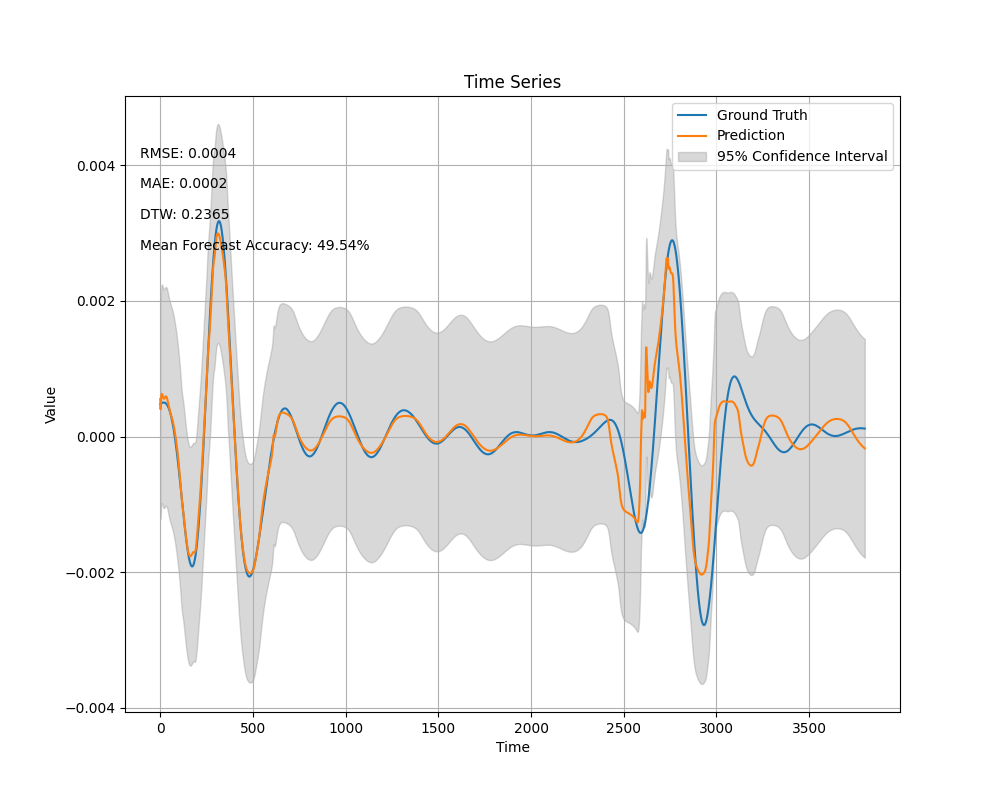 Time Series
Ground Truth
Prediction
95% Confidence Interval
RMSE: 0.0004
MAE: 0.0002
DTW: 0.2365
Mean Forecast Accuracy: 49.54%
Value
0.004
0.002
0.000
−0.002
−0.004
0 500 1000 1500 2000 2500 3000 3500
Time